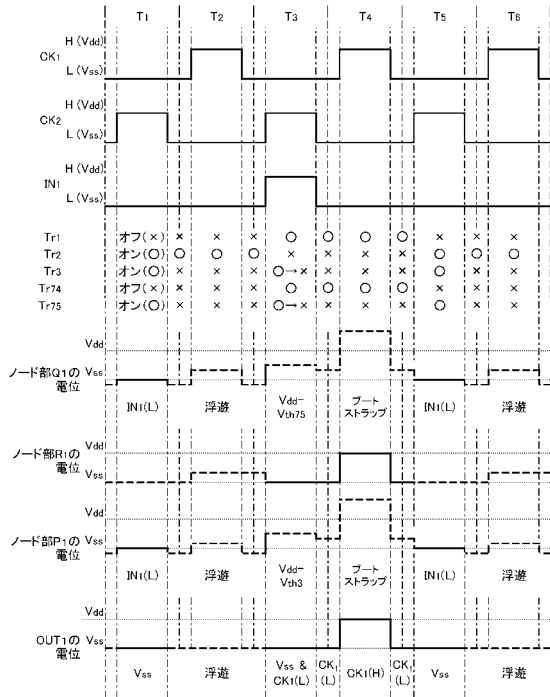 T1 T2 T3 T4 T5 T6
H (Vdd)
CK1
L (Vss)
H (Vdd)
CK2
L (Vss)
H (Vdd)
IN1
L (Vss)
Tr1 オフ(×) × × × ○ ○ ○ ○ × × ×
Tr2 オン(○) ○ ○ ○ × × × × ○ ○ ○
Tr3 オン(○) × × × ○→× × × × ○ × ×
Tr74 オフ(×) × × × ○ ○ ○ ○ × × ×
Tr75 オン(○) × × × ○→× × × × ○ × ×
Vdd
ノード部Q1の Vss
電位
IN1(L) 浮遊 Vdd− ブート IN1(L) 浮遊
Vth75 ストラップ
Vdd
ノード部R1の Vss
電位
Vdd
ノード部P1の Vss
電位
IN1(L) 浮遊 Vdd− ブート IN1(L) 浮遊
Vth3 ストラップ
Vdd
OUT1の Vss
電位
Vss 浮遊 Vss & CK1 CK1(H) CK1 Vss 浮遊
CK1(L) (L) (L)